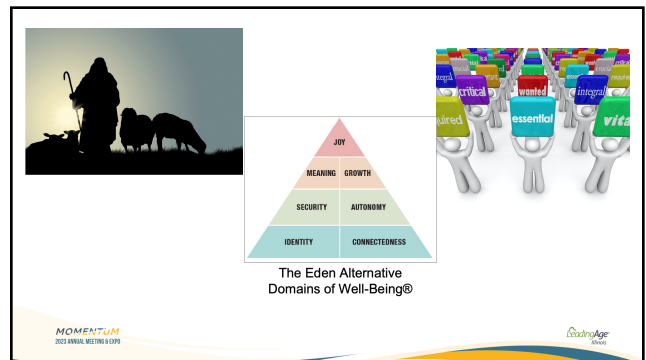 JOY
MEANING GROWTH
SECURITY AUTONOMY
IDENTITY CONNECTEDNESS
critical
wanted
integral
essential
vita
The Eden Alternative
Domains of Well-Being®
MOMENTUM
2023 ANNUAL MEETING & EXPO
LeadingAge
Illinois